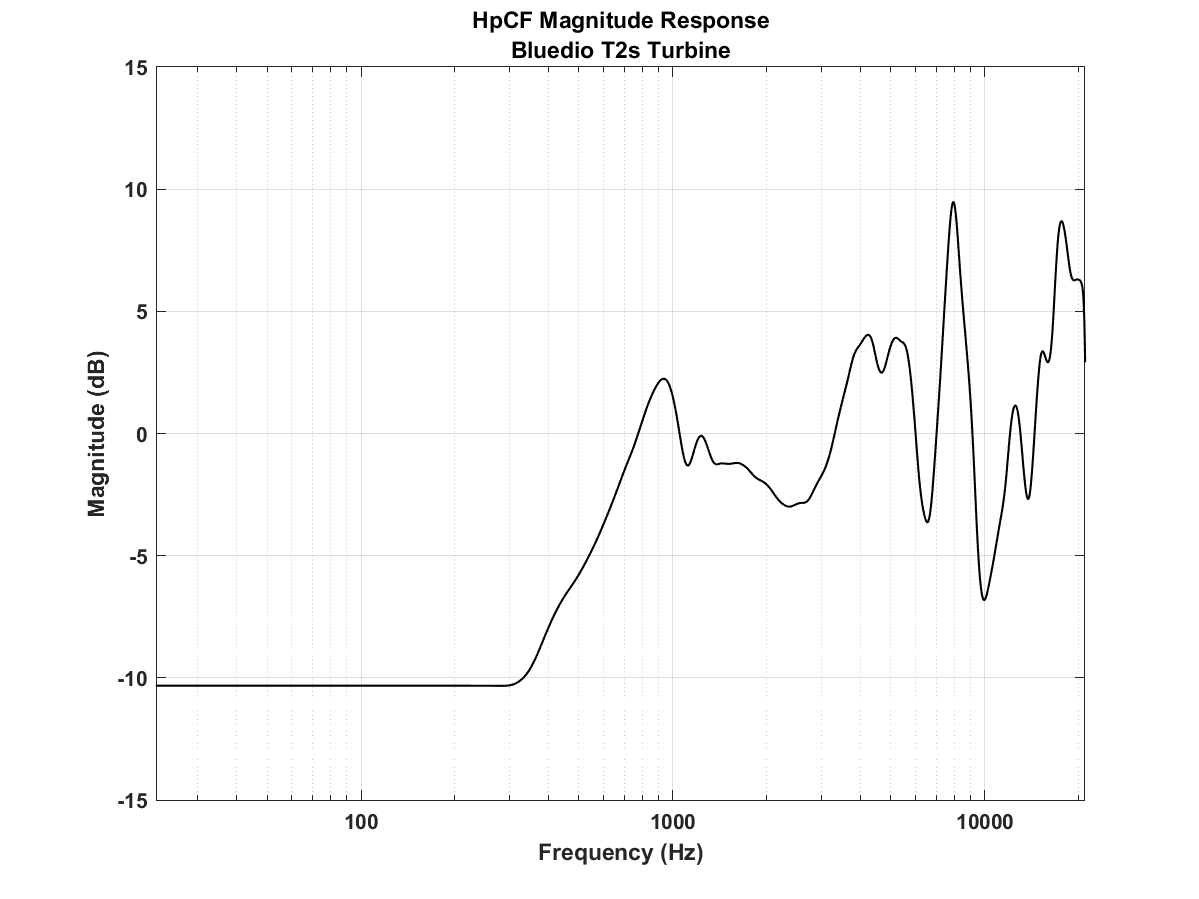 HpCF Magnitude Response
Bluedio T2s Turbine
15
10
5
0
-5
-10
-15
Magnitude (dB)
100
1000
10000
Frequency (Hz)